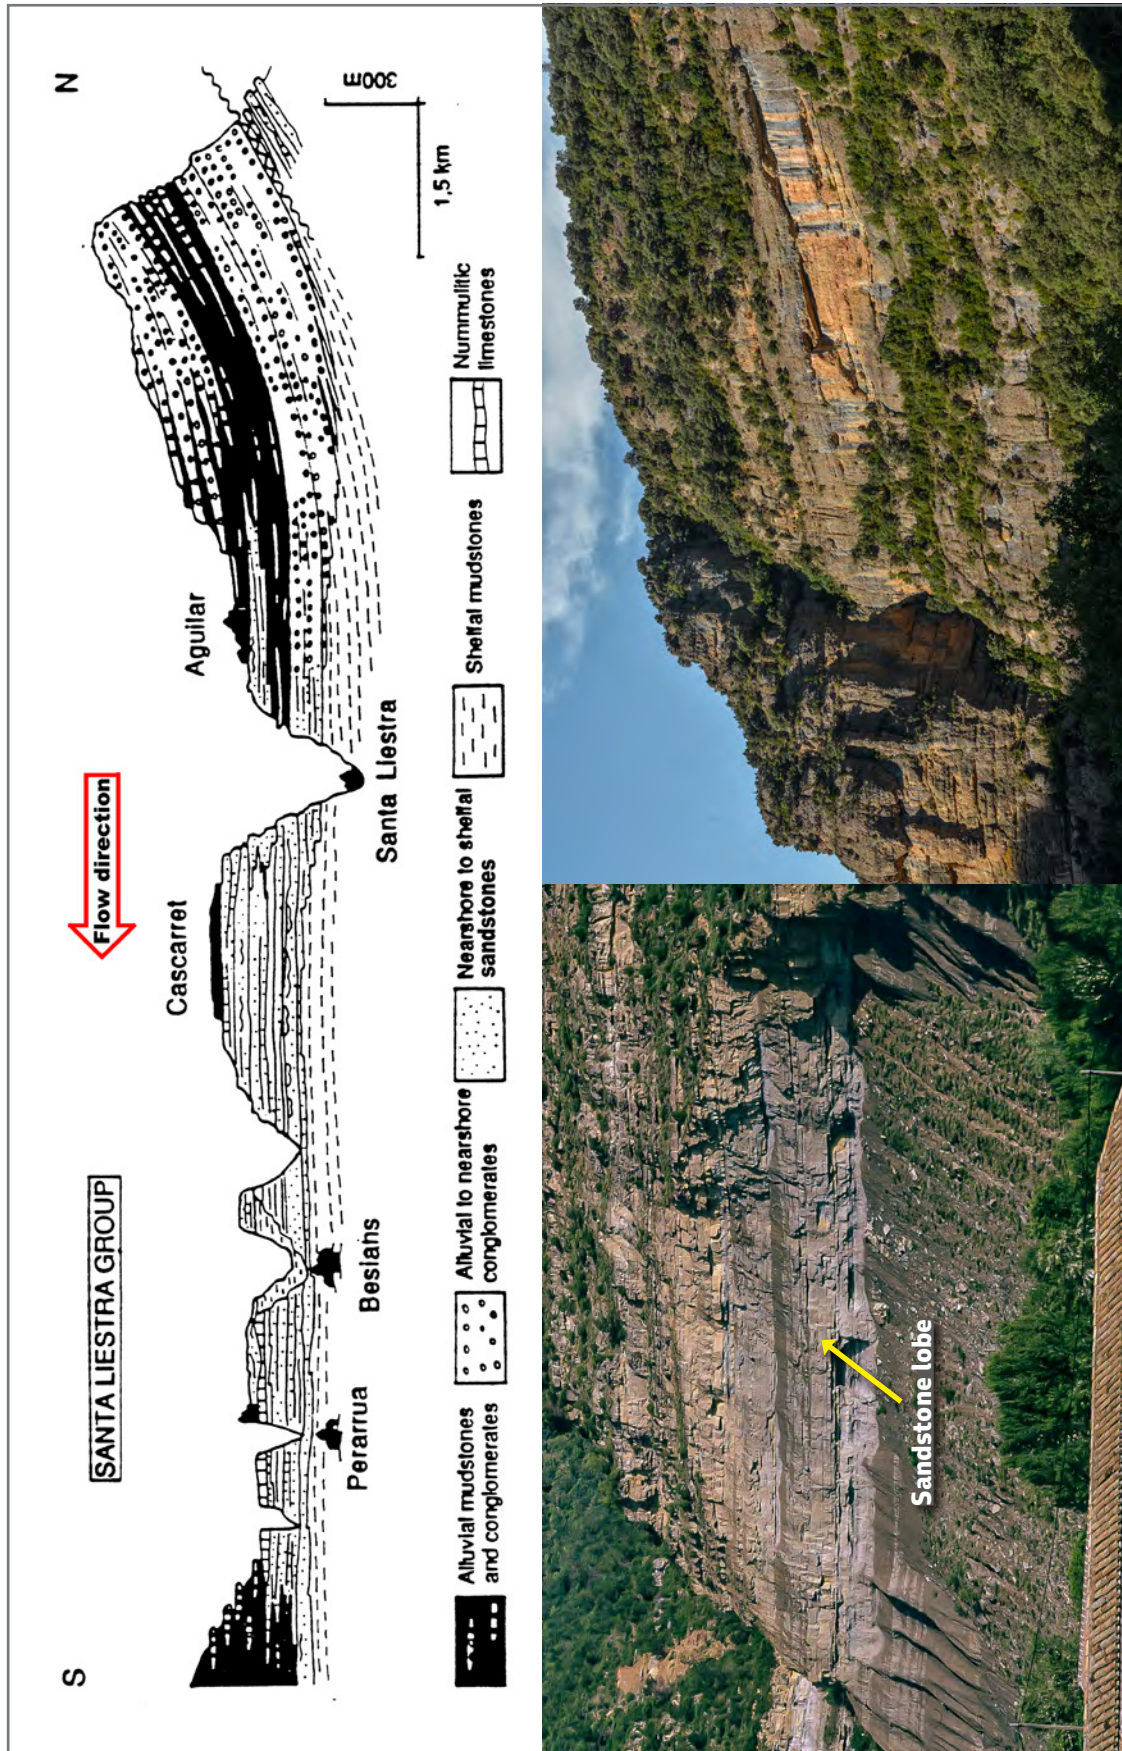 SANTA LIESTRA GROUP
Flow direction
S
N
Perarrua
Besiahs
Cascarret
Santa Liestra
Aguilar
300m
1,5 km
Alluvial mudstones
and conglomerates
Alluvial to nearshore
conglomerates
Nearshore to shelfal
sandstones
Shelfal mudstones
Nummulitic
limestones
Sandstone lobe